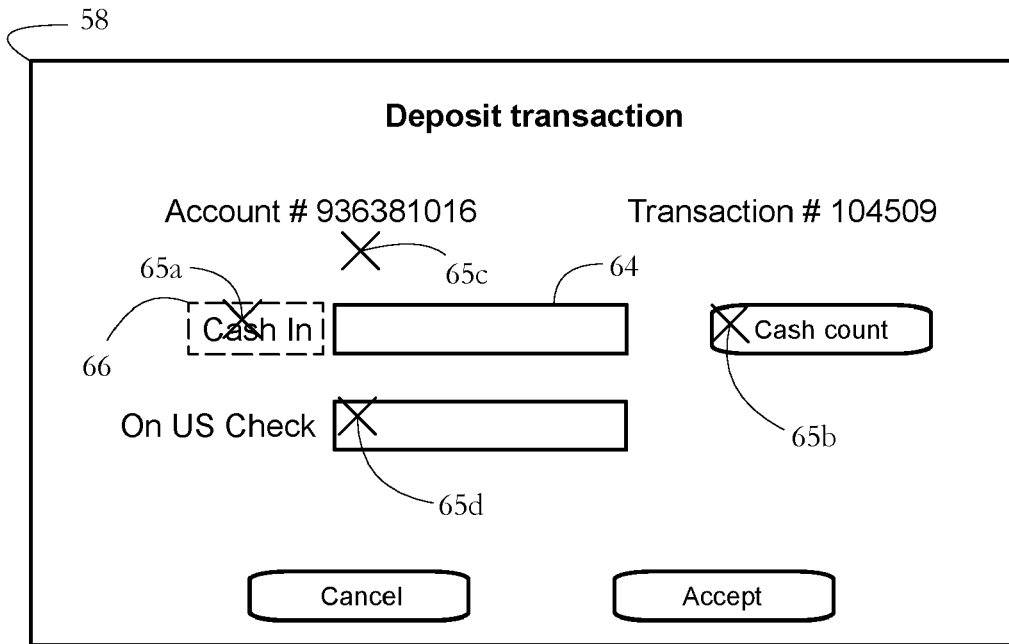 58
Deposit transaction
Account # 936381016 Transaction # 104509
65a 65c 64
Cash In Cash count
66
On US Check 65b
65d
Cancel Accept